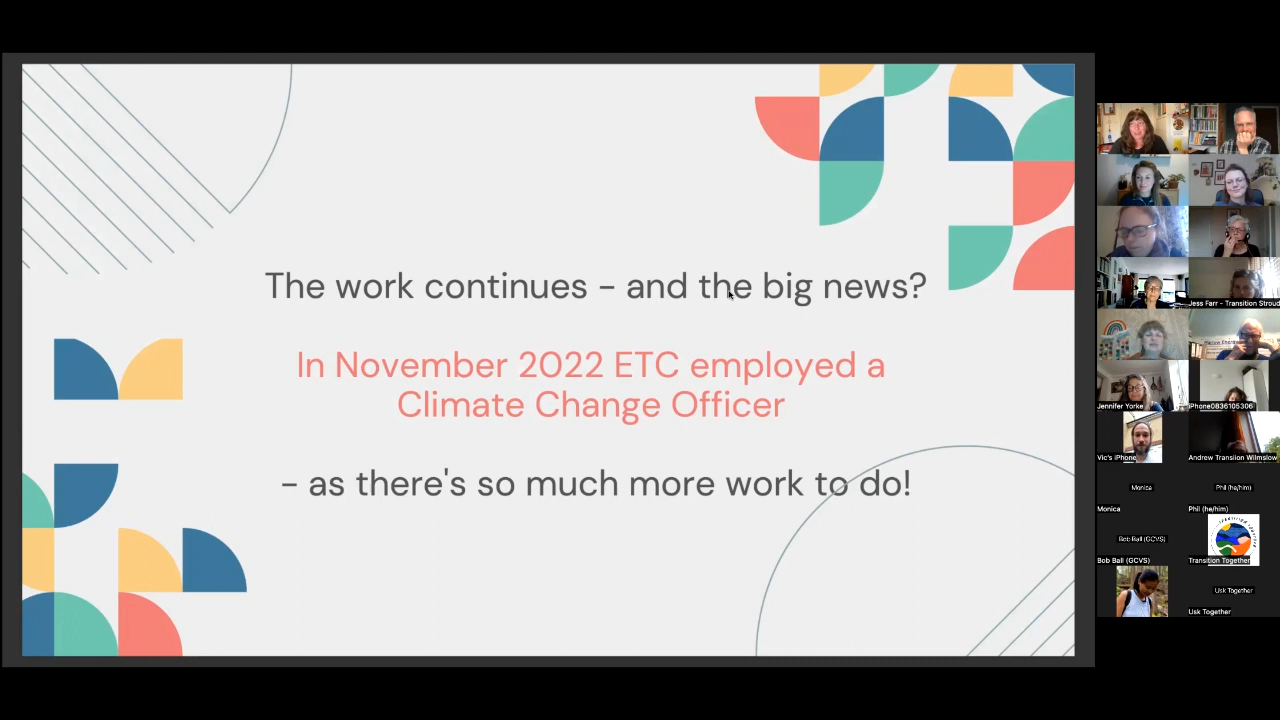 The work continues - and the big news?
In November 2022 ETC employed a
Climate Change Officer
- as there's so much more work to do!
Jess Farr - Transition Stroud
Jennifer Yorke
iPhone0836105306
Vic's iPhone
Andrew Transiion Wilmslow
Monica
Phil (he/him)
Monica
Phil (he/him)
Bob Ball (GCVS)
Bob Ball (GCVS)
Transition Together
Usk Together
Usk Together